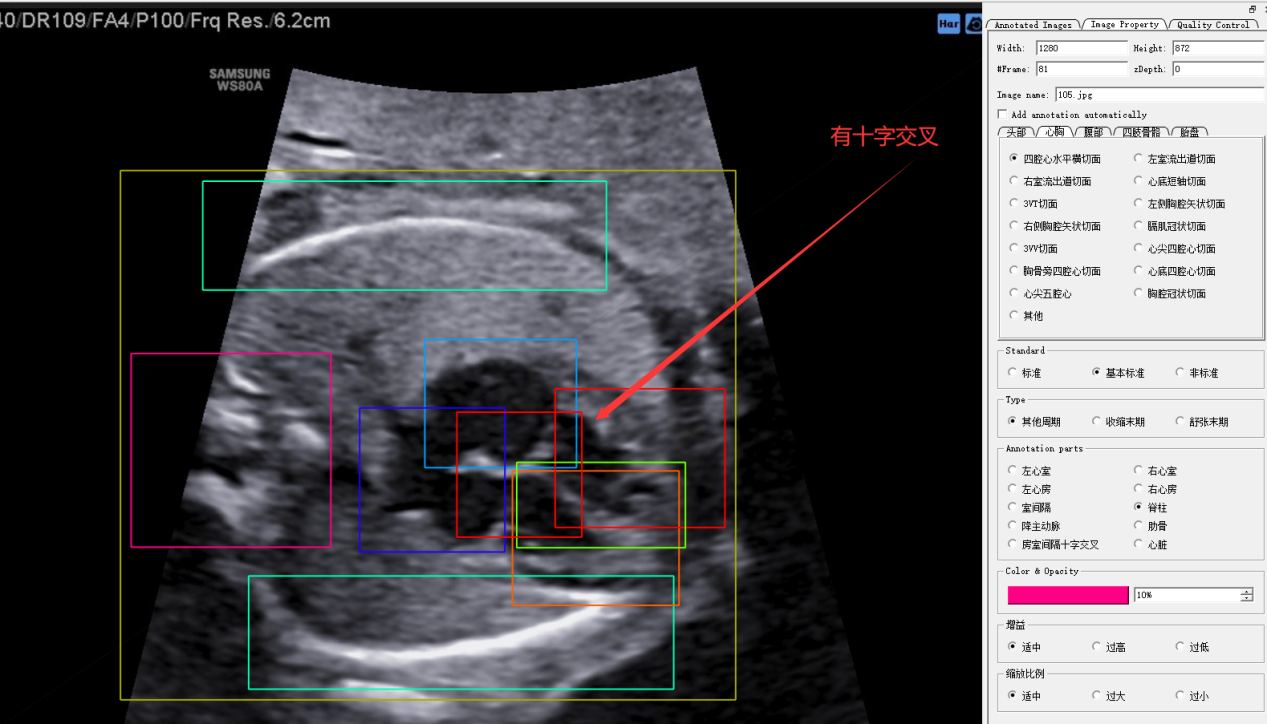 40/DR109/FA4/P100/Frq Res./6.2cm
Har
SAMSUNG
WS80A
有十字交叉
Annotated Images
Image Property
Quality Control
Width: 1280 Height: 872
#Frame: 81 zDepth: 0
Image name: 105.jpg
Add annotation automatically
头部 心胸 腹部 四肢骨骼 胎盘
四腔心水平横切面 左室流出道切面
右室流出道切面 心底短轴切面
3VT切面 左侧胸腔矢状切面
右侧胸腔矢状切面 膈肌冠状切面
3VV切面 心尖四腔心切面
胸骨旁四腔心切面 心底四腔心切面
心尖五腔心 胸腔冠状切面
其他
Standard
标准 基本标准 非标准
Type
其他周期 收缩末期 舒张末期
Annotation parts
左心室 右心室
左心房 右心房
室间隔 脊柱
降主动脉 肋骨
房室间隔十字交叉 心脏
Color & Opacity
10%
增益
适中 过高 过低
缩放比例
适中 过大 过小